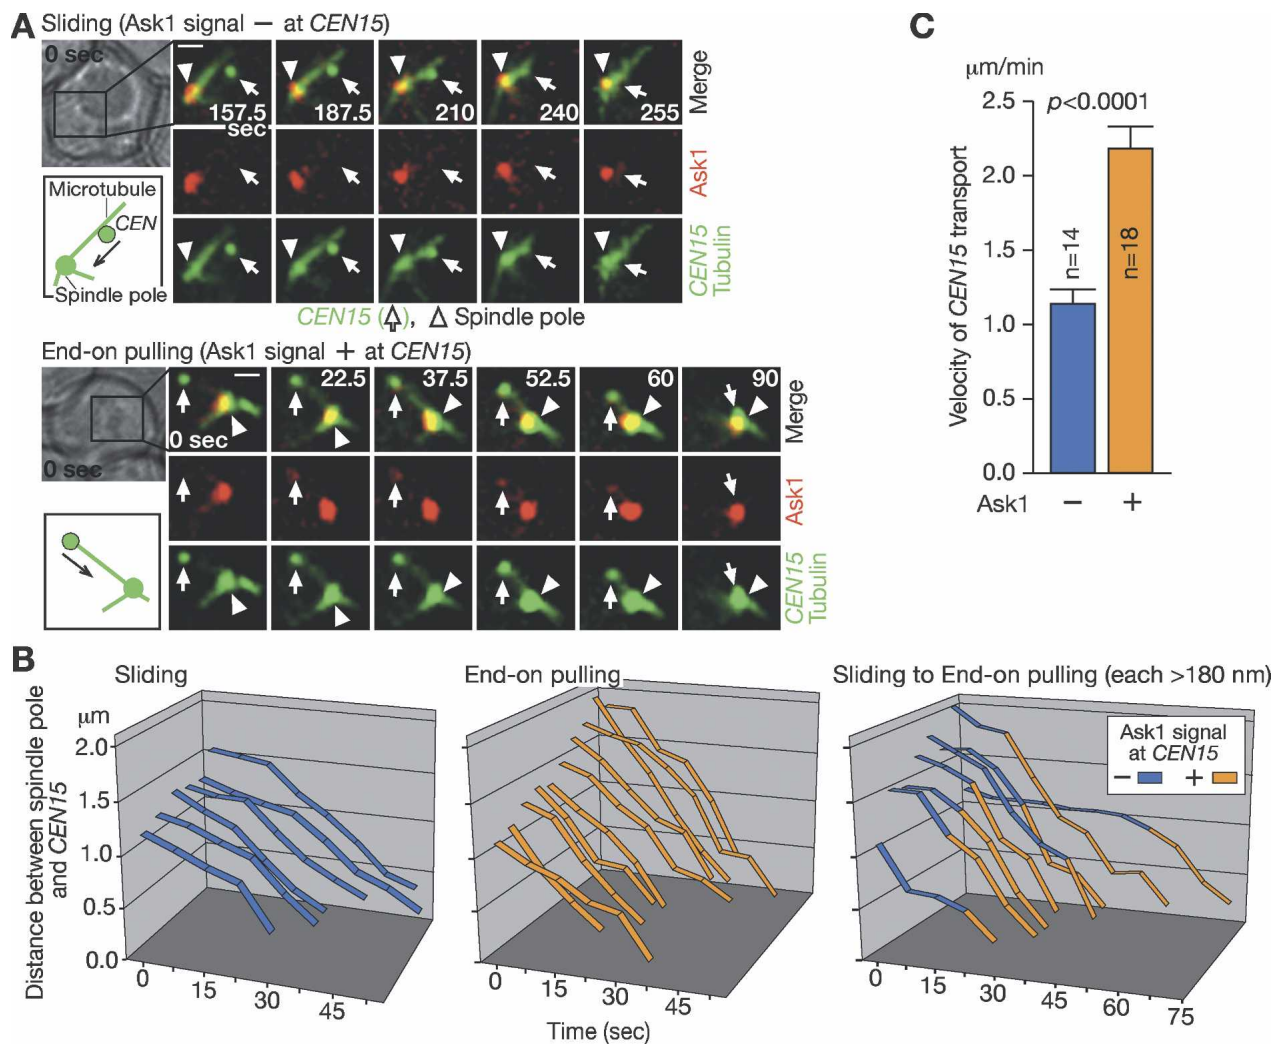 A
Sliding (Ask1 signal − at CEN15)
0 sec
157.5
sec
187.5
210
240
255
Merge
Ask1
CEN15
Tubulin
Microtubule
CEN
Spindle pole
CEN15 (⇧), △ Spindle pole
End-on pulling (Ask1 signal + at CEN15)
0 sec
0 sec
22.5
37.5
52.5
60
90
Merge
Ask1
CEN15
Tubulin
C
μm/min
2.5
p<0.0001
2.0
1.5
1.0
0.5
0.0
Velocity of CEN15 transport
n=14
n=18
Ask1 − +
B
Sliding
End-on pulling
Sliding to End-on pulling (each >180 nm)
μm
2.0
1.5
1.0
0.5
0.0
Distance between spindle pole
and CEN15
0 15 30 45
0 15 30 45
0 15 30 45 60 75
Time (sec)
Ask1 signal
at CEN15
− +